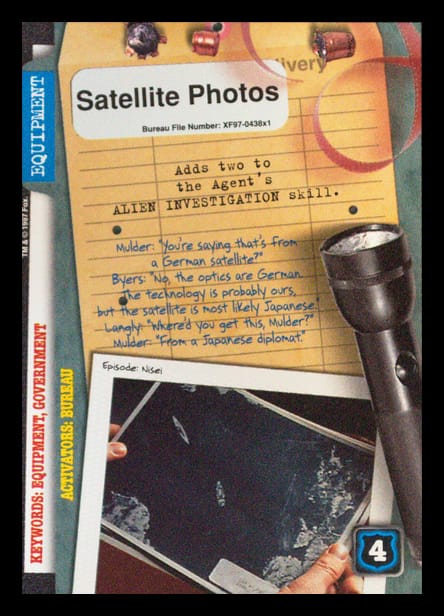 livery
Satellite Photos
Bureau File Number: XF97-0438x1
Adds two to
the Agent's
ALIEN INVESTIGATION skill.
Mulder: "You're saying that's from
a German satellite?"
Byers: "No, the optics are German.
The technology is probably ours,
but the satellite is most likely Japanese."
Langly: "Where'd you get this, Mulder?"
Mulder: "From a Japanese diplomat."
Episode: Nisei
4
EQUIPMENT
TM & © 1997 Fox.
KEYWORDS: EQUIPMENT, GOVERNMENT
ACTIVATORS: BUREAU